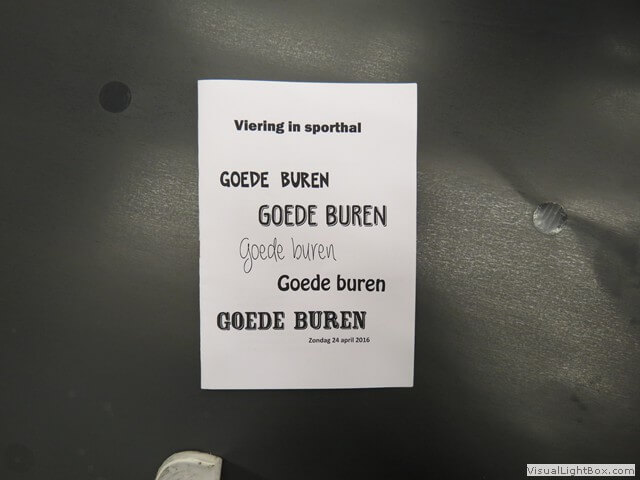 Viering in sporthal
GOEDE BUREN
GOEDE BUREN
Goede buren
Goede buren
GOEDE BUREN
Zondag 24 april 2016
VisualLightBox.com